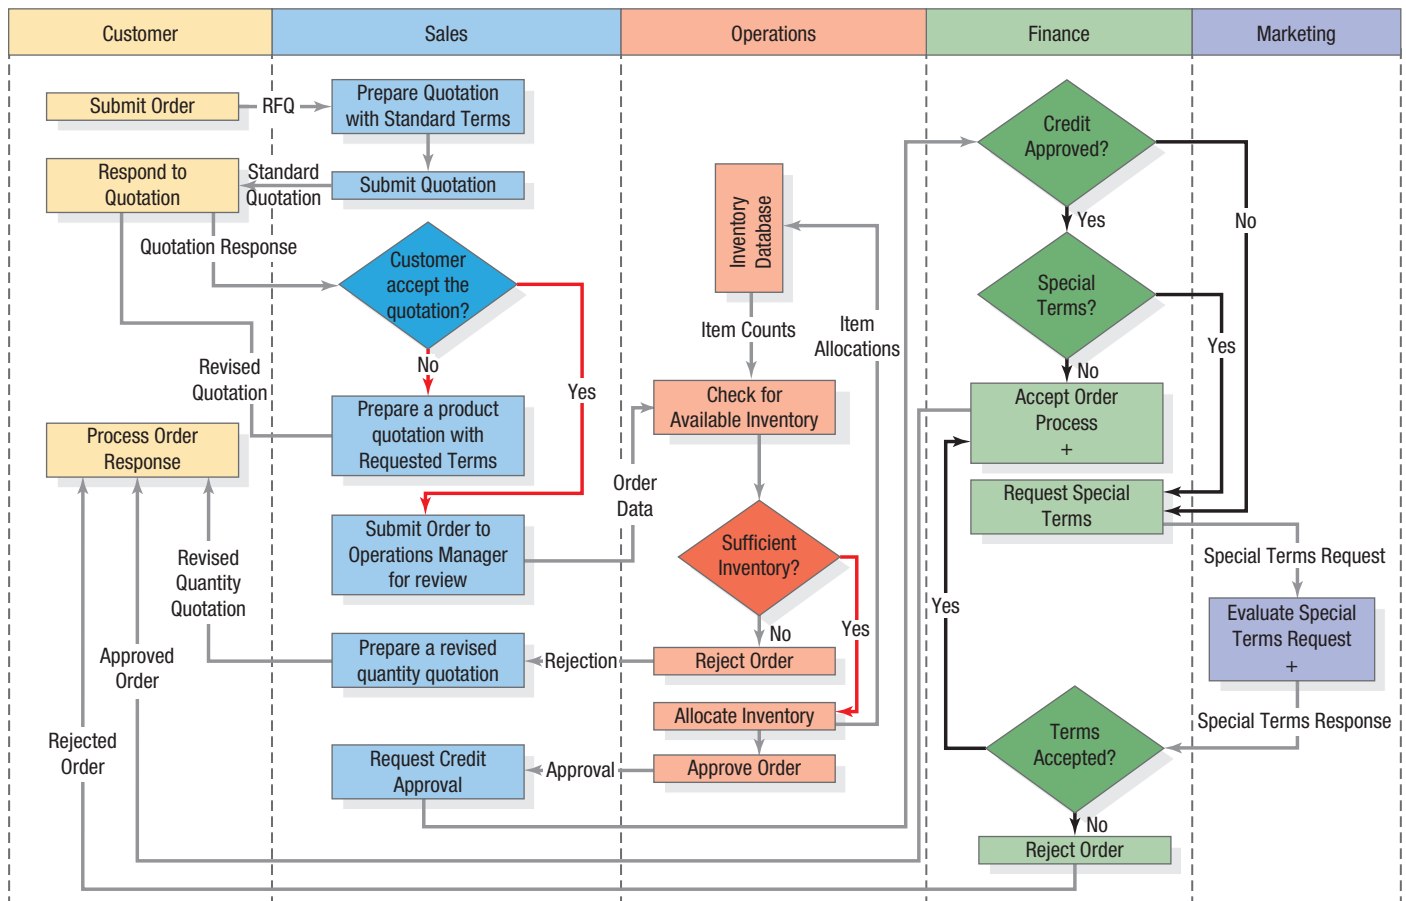 Customer
Sales
Operations
Finance
Marketing
Submit Order
RFQ
Prepare Quotation
with Standard Terms
Respond to
Quotation
Standard
Quotation
Submit Quotation
Quotation Response
Customer
accept the
quotation?
No
Yes
Revised
Quotation
Prepare a product
quotation with
Requested Terms
Process Order
Response
Submit Order to
Operations Manager
for review
Order
Data
Revised
Quantity
Quotation
Prepare a revised
quantity quotation
Rejection
Approved
Order
Rejected
Order
Request Credit
Approval
Approval
Inventory
Database
Item Counts
Item
Allocations
Check for
Available Inventory
Sufficient
Inventory?
No
Yes
Reject Order
Allocate Inventory
Approve Order
Credit
Approved?
Yes
No
Special
Terms?
Yes
No
Accept Order
Process
+
Request Special
Terms
Special Terms Request
Evaluate Special
Terms Request
+
Special Terms Response
Yes
Terms
Accepted?
No
Reject Order